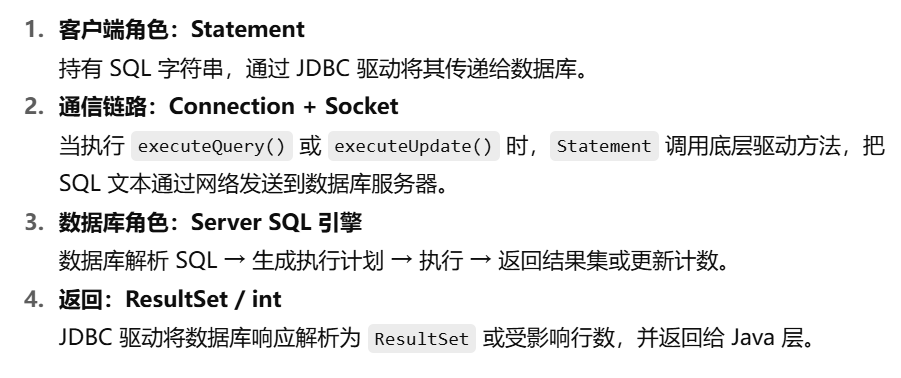 1. 客户端角色：Statement
持有 SQL 字符串，通过 JDBC 驱动将其传递给数据库。
2. 通信链路：Connection + Socket
当执行 executeQuery() 或 executeUpdate() 时， Statement 调用底层驱动方法，把
SQL 文本通过网络发送到数据库服务器。
3. 数据库角色：Server SQL 引擎
数据库解析 SQL → 生成执行计划 → 执行 → 返回结果集或更新计数。
4. 返回：ResultSet / int
JDBC 驱动将数据库响应解析为 ResultSet 或受影响行数，并返回给 Java 层。